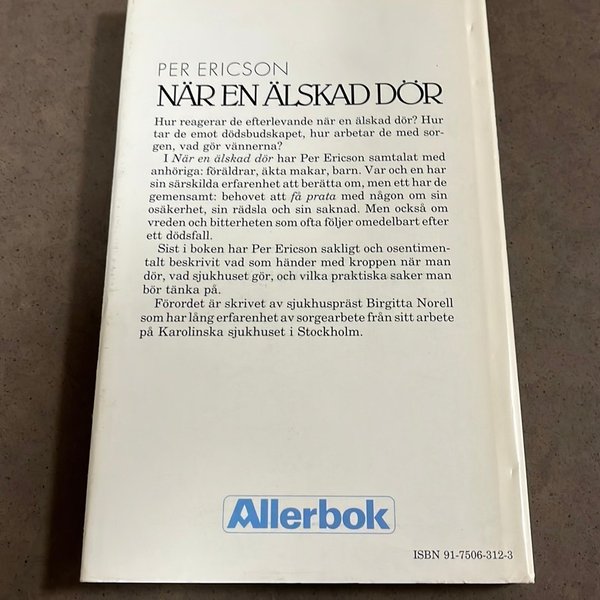 PER ERICSON
NÄR EN ÄLSKAD DÖR
Hur reagerar de efterlevande när en älskad dör? Hur
tar de emot dödsbudskapet, hur arbetar de med sor-
gen, vad gör vännerna?
I När en älskad dör har Per Ericson samtalat med
anhöriga: föräldrar, äkta makar, barn. Var och en har
sin särskilda erfarenhet att berätta om, men ett har de
gemensamt: behovet att få prata med någon om sin
osäkerhet, sin rädsla och sin saknad. Men också om
vreden och bitterheten som ofta följer omedelbart efter
ett dödsfall.
Sist i boken har Per Ericson sakligt och osentimen-
talt beskrivit vad som händer med kroppen när man
dör, vad sjukhuset gör, och vilka praktiska saker man
bör tänka på.
Förordet är skrivet av sjukhuspräst Birgitta Norell
som har lång erfarenhet av sorgearbete från sitt arbete
på Karolinska sjukhuset i Stockholm.
Allerbok
ISBN 91-7506-312-3